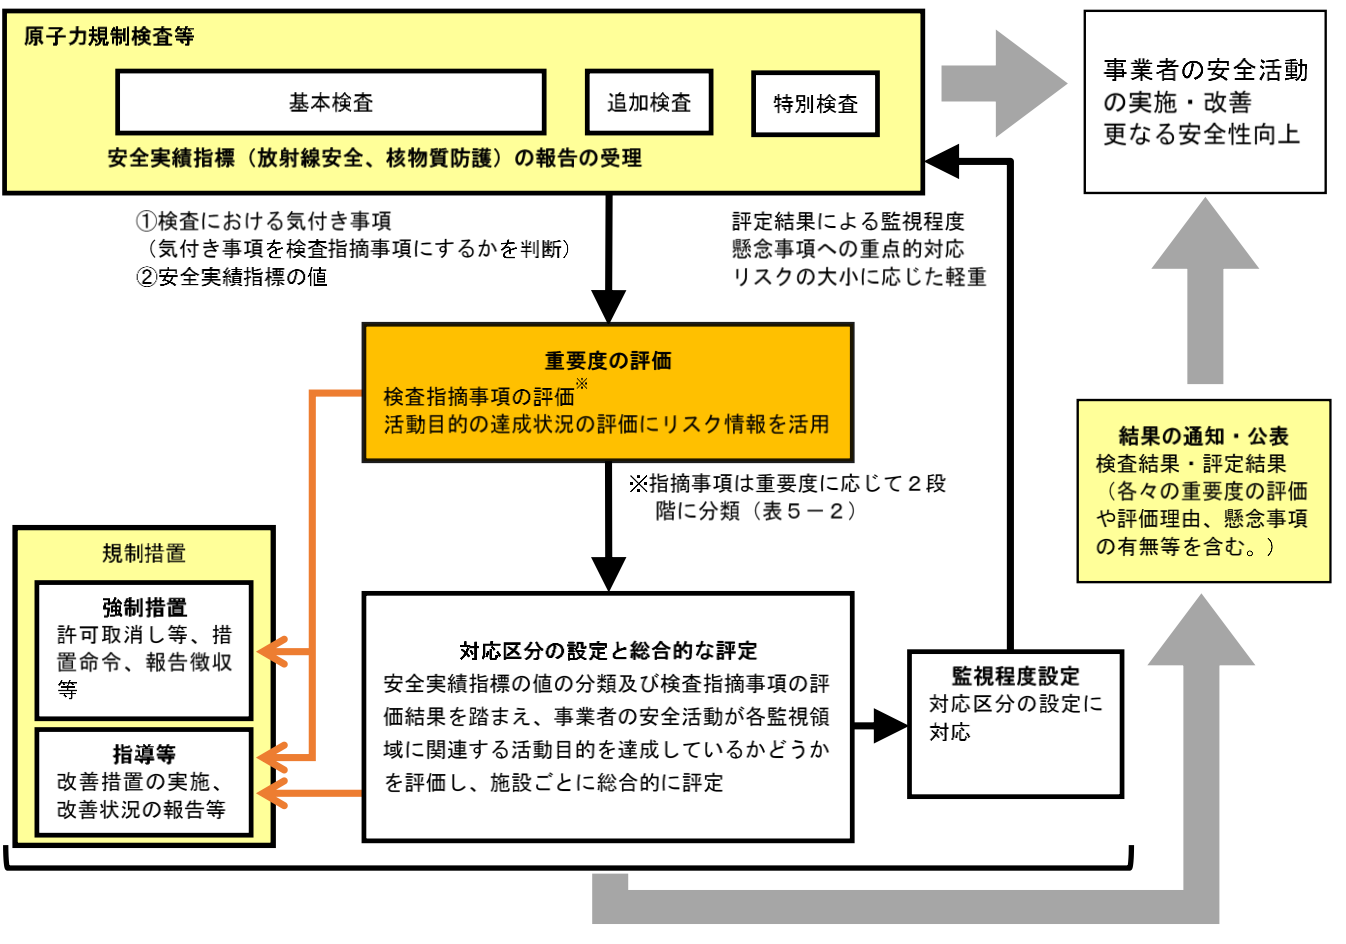 原子力規制検査等
基本検査
追加検査
特別検査
安全実績指標（放射線安全、核物質防護）の報告の受理
事業者の安全活動
の実施・改善
更なる安全性向上
①検査における気付き事項
（気付き事項を検査指摘事項にするかを判断）
②安全実績指標の値
評定結果による監視程度
懸念事項への重点的対応
リスクの大小に応じた軽重
重要度の評価
検査指摘事項の評価※
活動目的の達成状況の評価にリスク情報を活用
※指摘事項は重要度に応じて２段
階に分類（表５－２）
結果の通知・公表
検査結果・評定結果
（各々の重要度の評価
や評価理由、懸念事項
の有無等を含む。）
規制措置
強制措置
許可取消し等、措
置命令、報告徴収
等
指導等
改善措置の実施、
改善状況の報告等
対応区分の設定と総合的な評定
安全実績指標の値の分類及び検査指摘事項の評
価結果を踏まえ、事業者の安全活動が各監視領
域に関連する活動目的を達成しているかどうか
を評価し、施設ごとに総合的に評定
監視程度設定
対応区分の設定に
対応